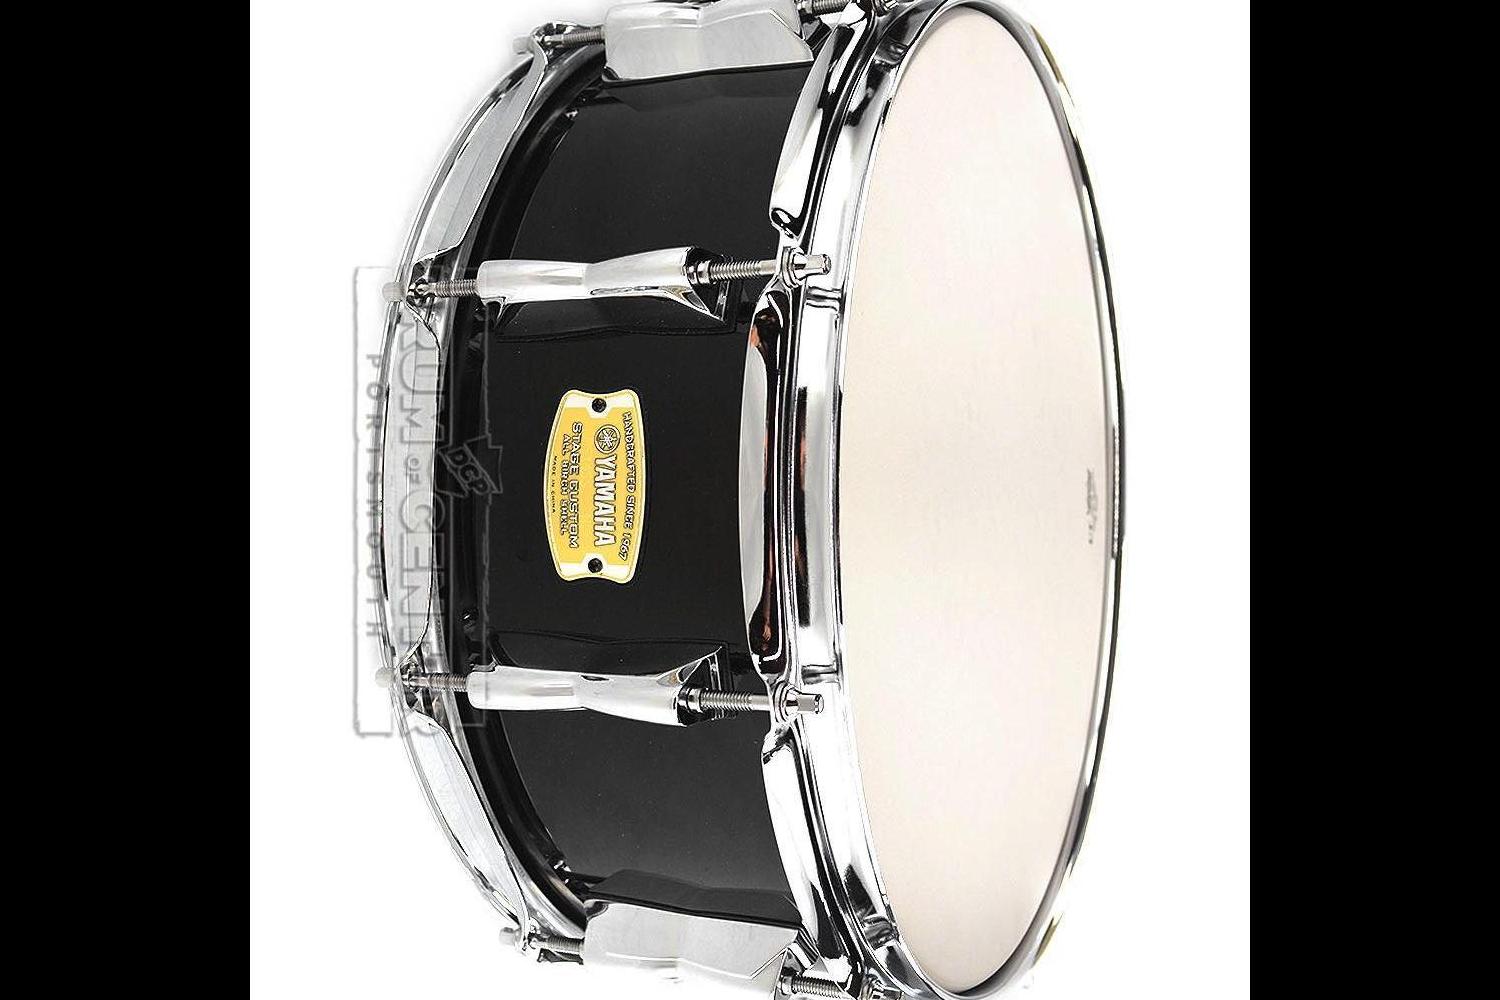 HANDCRAFTED SINCE 1967
YAMAHA
STAGE CUSTOM
ALL BIRCH SHELL
MADE IN CHINA
DRUM CENTER
OF
PORTSMOUTH
DCP